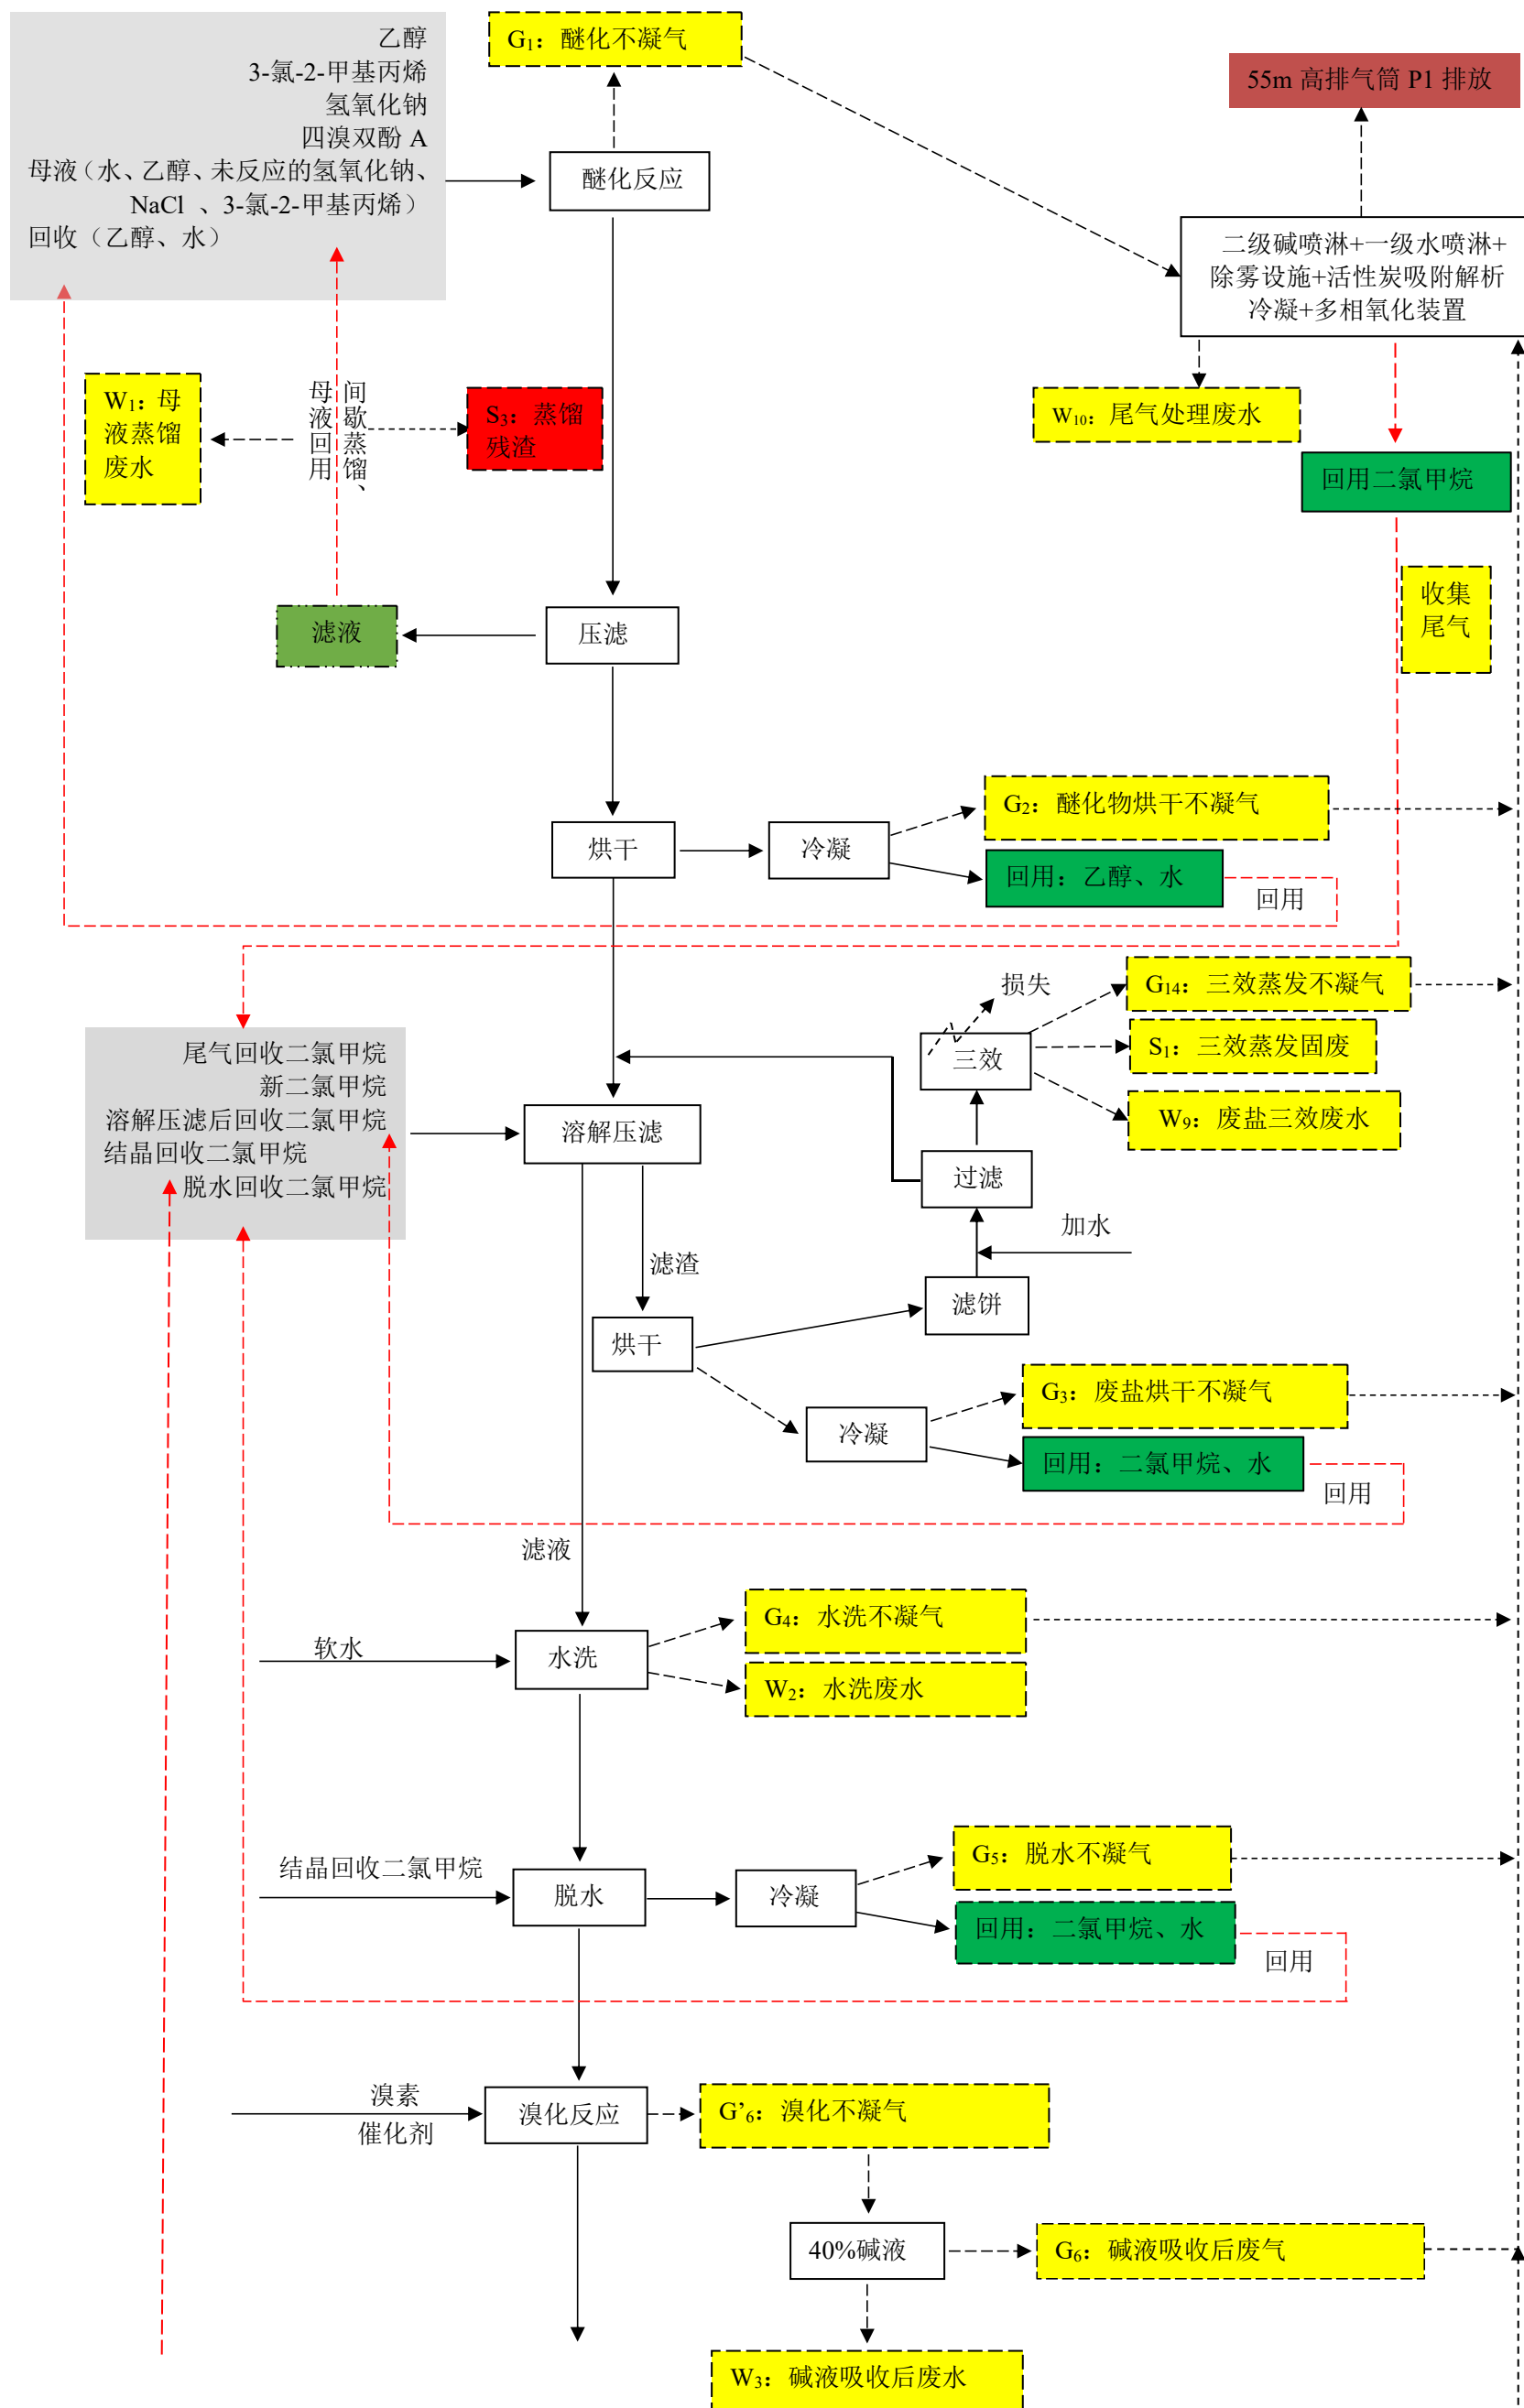 乙醇
3-氯-2-甲基丙烯
氢氧化钠
四溴双酚 A
母液（水、乙醇、未反应的氢氧化钠、
NaCl 、3-氯-2-甲基丙烯）
回收（乙醇、水）
G₁：醚化不凝气
55m 高排气筒 P1 排放
醚化反应
二级碱喷淋+一级水喷淋+
除雾设施+活性炭吸附解析
冷凝+多相氧化装置
W₁：母
液蒸馏
废水
间歇蒸馏、
母液回用
S₃：蒸馏
残渣
W₁₀：尾气处理废水
回用二氯甲烷
收集
尾气
滤液
压滤
烘干
冷凝
G₂：醚化物烘干不凝气
回用：乙醇、水
回用
损失
G₁₄：三效蒸发不凝气
三效
S₁：三效蒸发固废
W₉：废盐三效废水
尾气回收二氯甲烷
新二氯甲烷
溶解压滤后回收二氯甲烷
结晶回收二氯甲烷
脱水回收二氯甲烷
溶解压滤
过滤
加水
滤渣
滤饼
烘干
冷凝
G₃：废盐烘干不凝气
回用：二氯甲烷、水
回用
滤液
软水
水洗
G₄：水洗不凝气
W₂：水洗废水
结晶回收二氯甲烷
脱水
冷凝
G₅：脱水不凝气
回用：二氯甲烷、水
回用
溴素
催化剂
溴化反应
G’₆：溴化不凝气
40%碱液
G₆：碱液吸收后废气
W₃：碱液吸收后废水